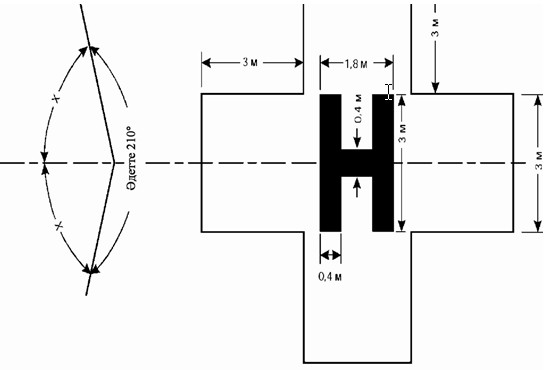 3 м
3 м
1,8 м
0.4 м
3 м
3 м
0,4 м
x
x
Әдетте 210°
H